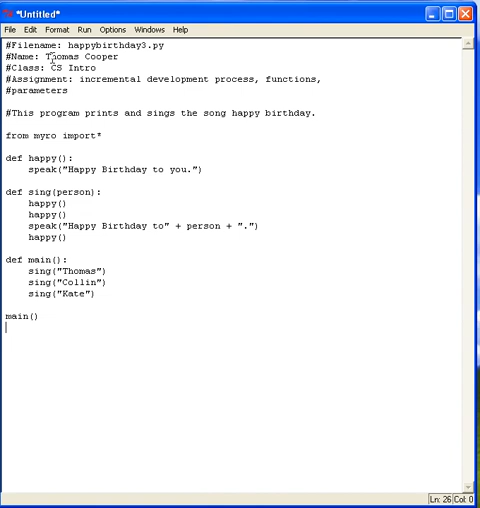 *Untitled*
File Edit Format Run Options Windows Help
#Filename: happybirthday3.py
#Name: Thomas Cooper
#Class: CS Intro
#Assignment: incremental development process, functions,
#parameters
#This program prints and sings the song happy birthday.
from myro import*
def happy():
    speak("Happy Birthday to you.")
def sing(person):
    happy()
    happy()
    speak("Happy Birthday to" + person + ".")
    happy()
def main():
    sing("Thomas")
    sing("Collin")
    sing("Kate")
main()
Ln: 26 Col: 0